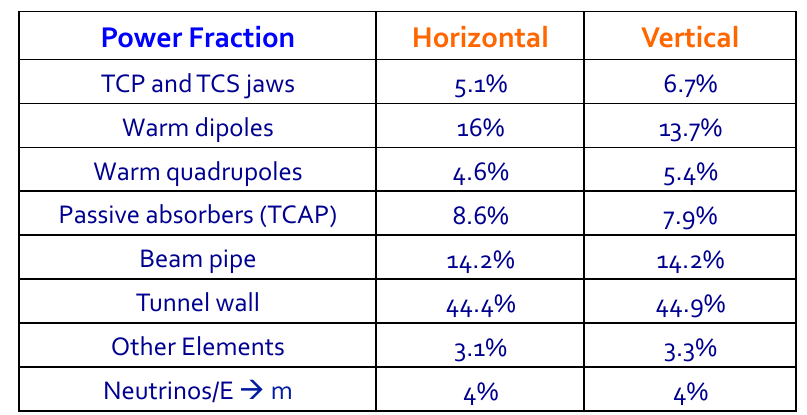 Power Fraction Horizontal Vertical
TCP and TCS jaws 5.1% 6.7%
Warm dipoles 16% 13.7%
Warm quadrupoles 4.6% 5.4%
Passive absorbers (TCAP) 8.6% 7.9%
Beam pipe 14.2% 14.2%
Tunnel wall 44.4% 44.9%
Other Elements 3.1% 3.3%
Neutrinos/E → m 4% 4%